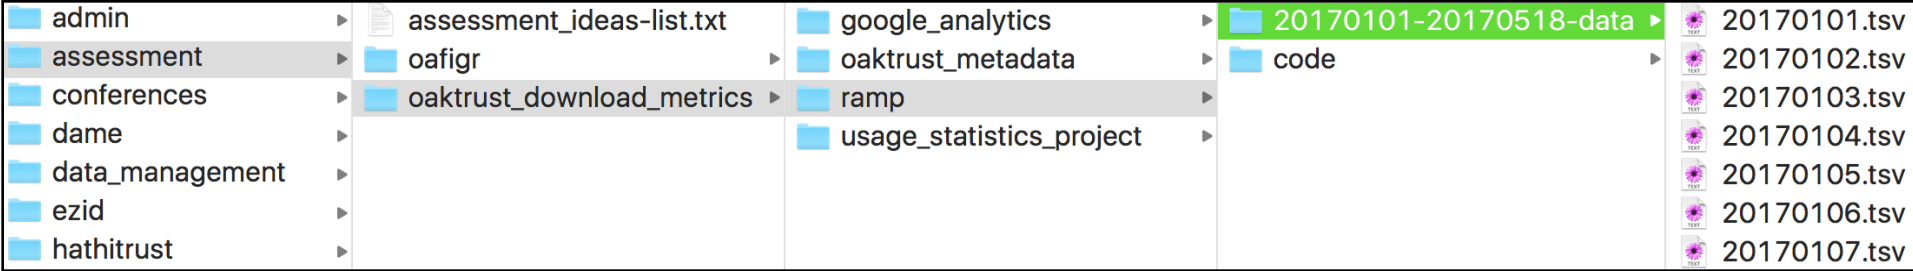 admin
assessment
conferences
dame
data_management
ezid
hathitrust
assessment_ideas-list.txt
oafigr
oaktrust_download_metrics
google_analytics
oaktrust_metadata
ramp
usage_statistics_project
20170101-20170518-data
code
20170101.tsv
20170102.tsv
20170103.tsv
20170104.tsv
20170105.tsv
20170106.tsv
20170107.tsv